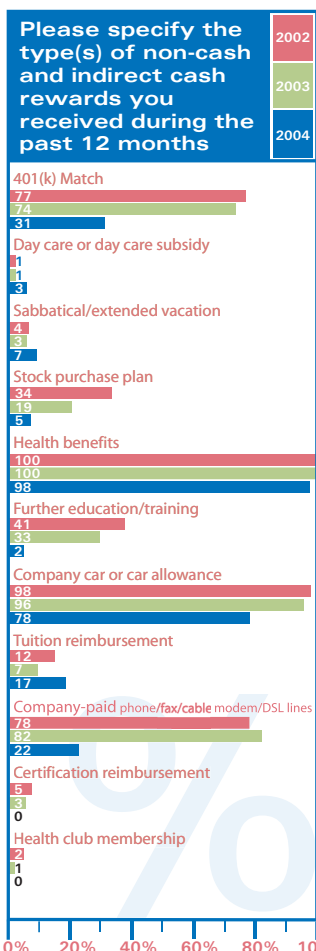 Please specify the
type(s) of non-cash
and indirect cash
rewards you
received during the
past 12 months
2002
2003
2004
401(k) Match
77
74
31
Day care or day care subsidy
1
1
3
Sabbatical/extended vacation
4
3
7
Stock purchase plan
34
19
5
Health benefits
100
100
98
Further education/training
41
33
2
Company car or car allowance
98
96
78
Tuition reimbursement
12
7
17
Company-paid phone/fax/cable modem/DSL lines
78
82
22
Certification reimbursement
5
3
0
Health club membership
2
1
0
%
0% 20% 40% 60% 80% 10